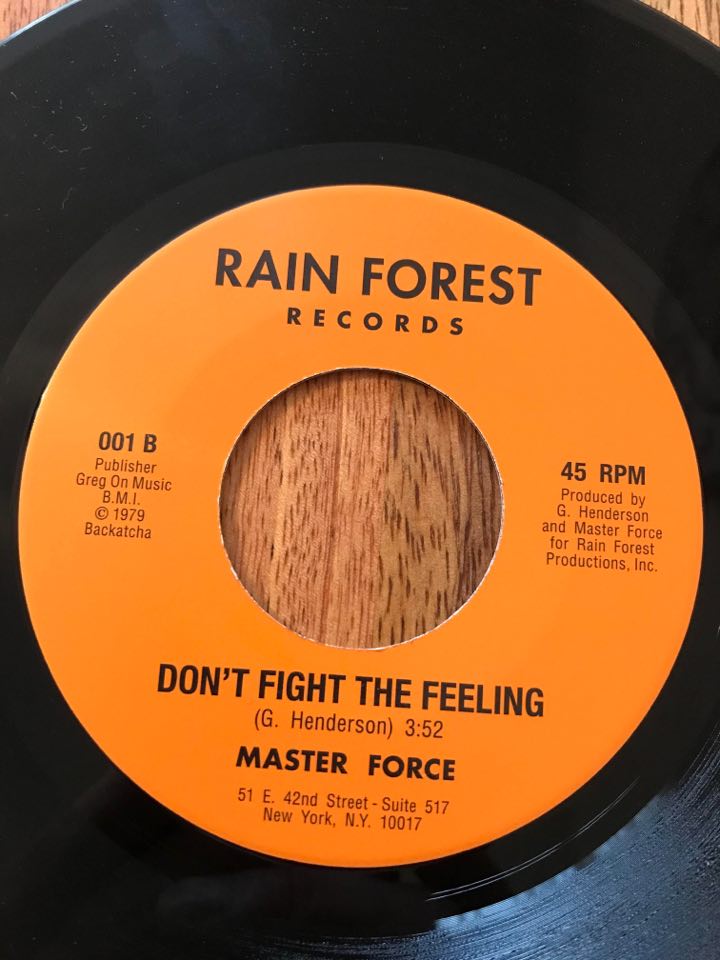 RAIN FOREST
RECORDS
001 B
Publisher
Greg On Music
B.M.I.
© 1979
Backatcha
45 RPM
Produced by
G. Henderson
and Master Force
for Rain Forest
Productions, Inc.
DON'T FIGHT THE FEELING
(G. Henderson) 3:52
MASTER FORCE
51 E. 42nd Street - Suite 517
New York, N.Y. 10017